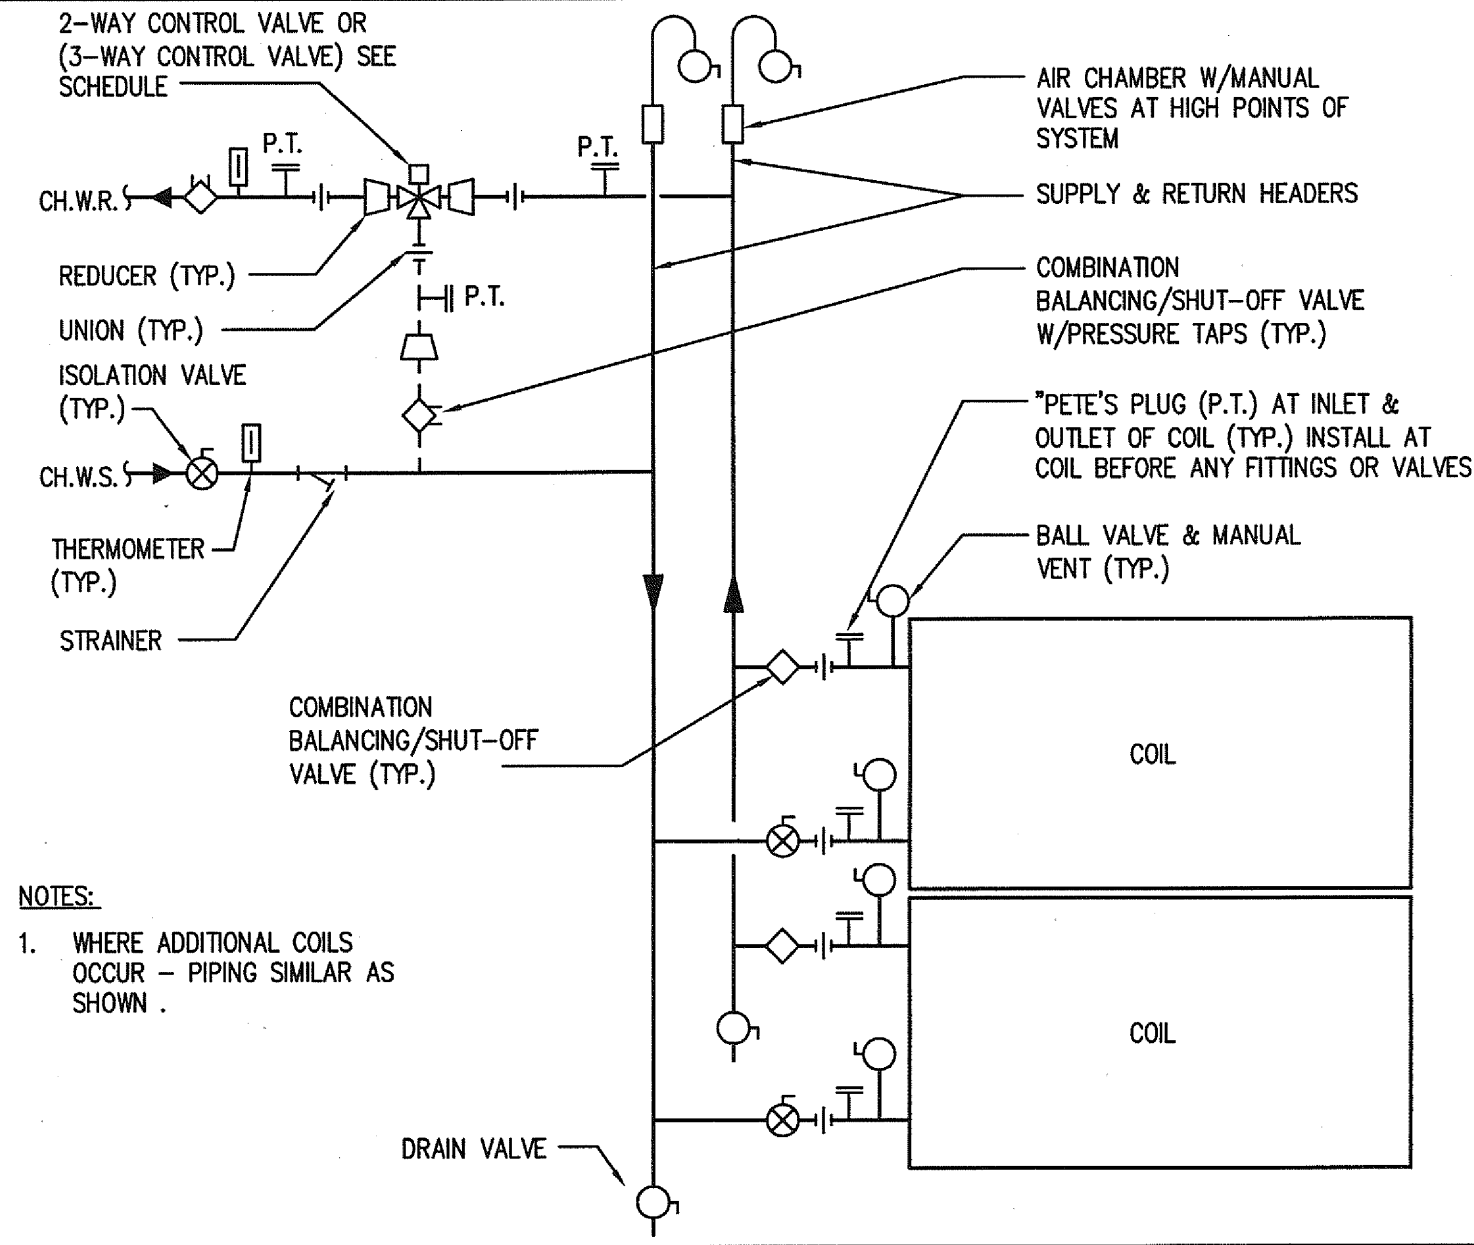 2-WAY CONTROL VALVE OR
(3-WAY CONTROL VALVE) SEE
SCHEDULE
P.T.
P.T.
CH.W.R.
REDUCER (TYP.)
P.T.
UNION (TYP.)
ISOLATION VALVE
(TYP.)
CH.W.S.
THERMOMETER
(TYP.)
STRAINER
AIR CHAMBER W/MANUAL
VALVES AT HIGH POINTS OF
SYSTEM
SUPPLY & RETURN HEADERS
COMBINATION
BALANCING/SHUT-OFF VALVE
W/PRESSURE TAPS (TYP.)
"PETE'S PLUG (P.T.) AT INLET &
OUTLET OF COIL (TYP.) INSTALL AT
COIL BEFORE ANY FITTINGS OR VALVES
BALL VALVE & MANUAL
VENT (TYP.)
COMBINATION
BALANCING/SHUT-OFF
VALVE (TYP.)
COIL
COIL
NOTES:
1. WHERE ADDITIONAL COILS
OCCUR - PIPING SIMILAR AS
SHOWN .
DRAIN VALVE